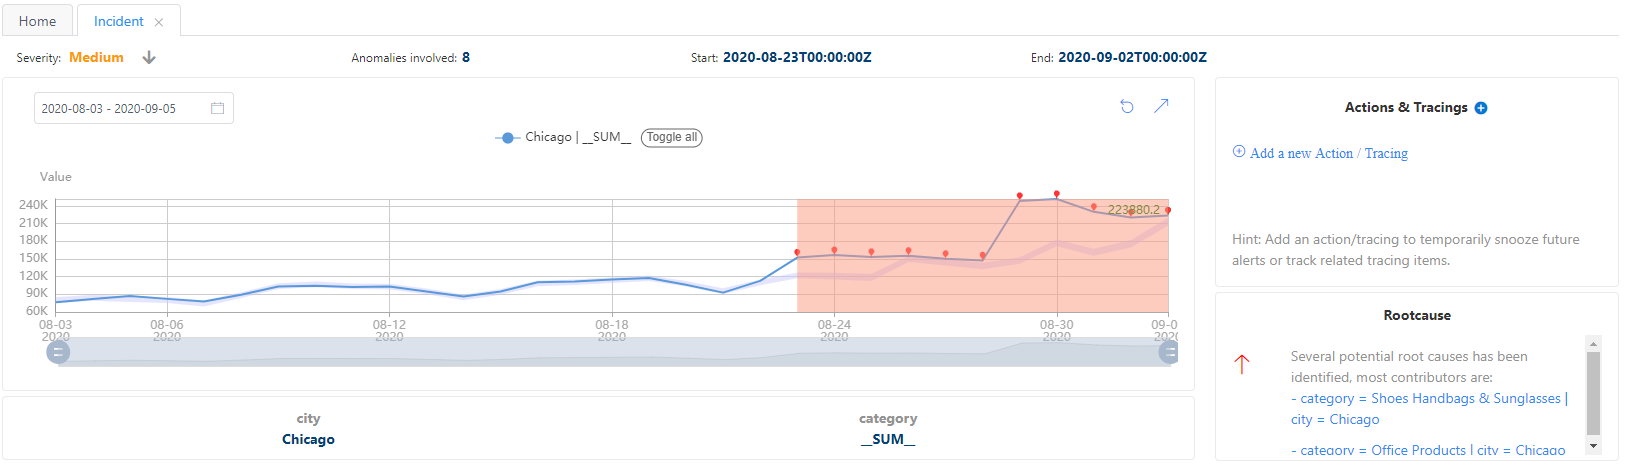 Home Incident
Severity: Medium Anomalies involved: 8 Start: 2020-08-23T00:00:00Z End: 2020-09-02T00:00:00Z
2020-08-03 - 2020-09-05
Chicago | __SUM__ Toggle all
Value
240K
210K
180K
150K
120K
90K
60K
223880.2
08-03 08-06 08-12 08-18 08-24 08-30 09-0
2020 2020 2020 2020 2020 2020 202
city category
Chicago __SUM__
Actions & Tracings
Add a new Action / Tracing
Hint: Add an action/tracing to temporarily snooze future
alerts or track related tracing items.
Rootcause
Several potential root causes has been
identified, most contributors are:
- category = Shoes Handbags & Sunglasses |
city = Chicago
- category = Office Products | city = Chicago